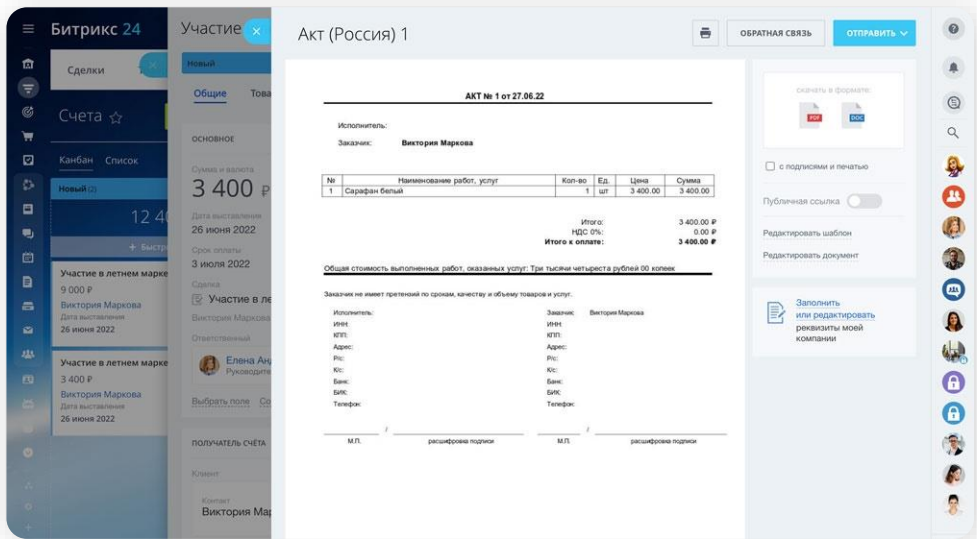 Битрикс 24
Сделки
Счета
Канбан Список
Новый (2)
12 4
+ Быстр
Участие в летнем марке
9 000 ₽
Виктория Маркова
Дата выставления
26 июня 2022
Участие в летнем марке
3 400 ₽
Виктория Маркова
Дата выставления
26 июня 2022
Участие
Новый
Общие Това
ОСНОВНОЕ
Сумма и валюта
3 400 ₽
Дата выставления
26 июня 2022
Срок оплаты
3 июля 2022
Сделка
Участие в ле
Виктория Маркова
Ответственный
Елена Анд
Руководите
Выбрать поле Со
ПОЛУЧАТЕЛЬ СЧЁТА
Клиент
Контакт
Виктория Мар
Акт (Россия) 1
ОБРАТНАЯ СВЯЗЬ
ОТПРАВИТЬ
АКТ № 1 от 27.06.22
Исполнитель:
Заказчик: Виктория Маркова
№ Наименование работ, услуг Кол-во Ед. Цена Сумма
1 Сарафан белый 1 шт 3 400.00 3 400.00
Итого: 3 400.00 ₽
НДС 0%: 0.00 ₽
Итого к оплате: 3 400.00 ₽
Общая стоимость выполненных работ, оказанных услуг: Три тысячи четыреста рублей 00 копеек
Заказчик не имеет претензий по срокам, качеству и объему товаров и услуг.
Исполнитель: Заказчик: Виктория Маркова
ИНН: ИНН:
КПП: КПП:
Адрес: Адрес:
Р/с: Р/с:
К/с: К/с:
Банк: Банк:
БИК: БИК:
Телефон: Телефон:
/ /
М.П. расшифровка подписи М.П. расшифровка подписи
скачать в формате:
PDF DOC
с подписями и печатью
Публичная ссылка
Редактировать шаблон
Редактировать документ
Заполнить
или редактировать
реквизиты моей
компании